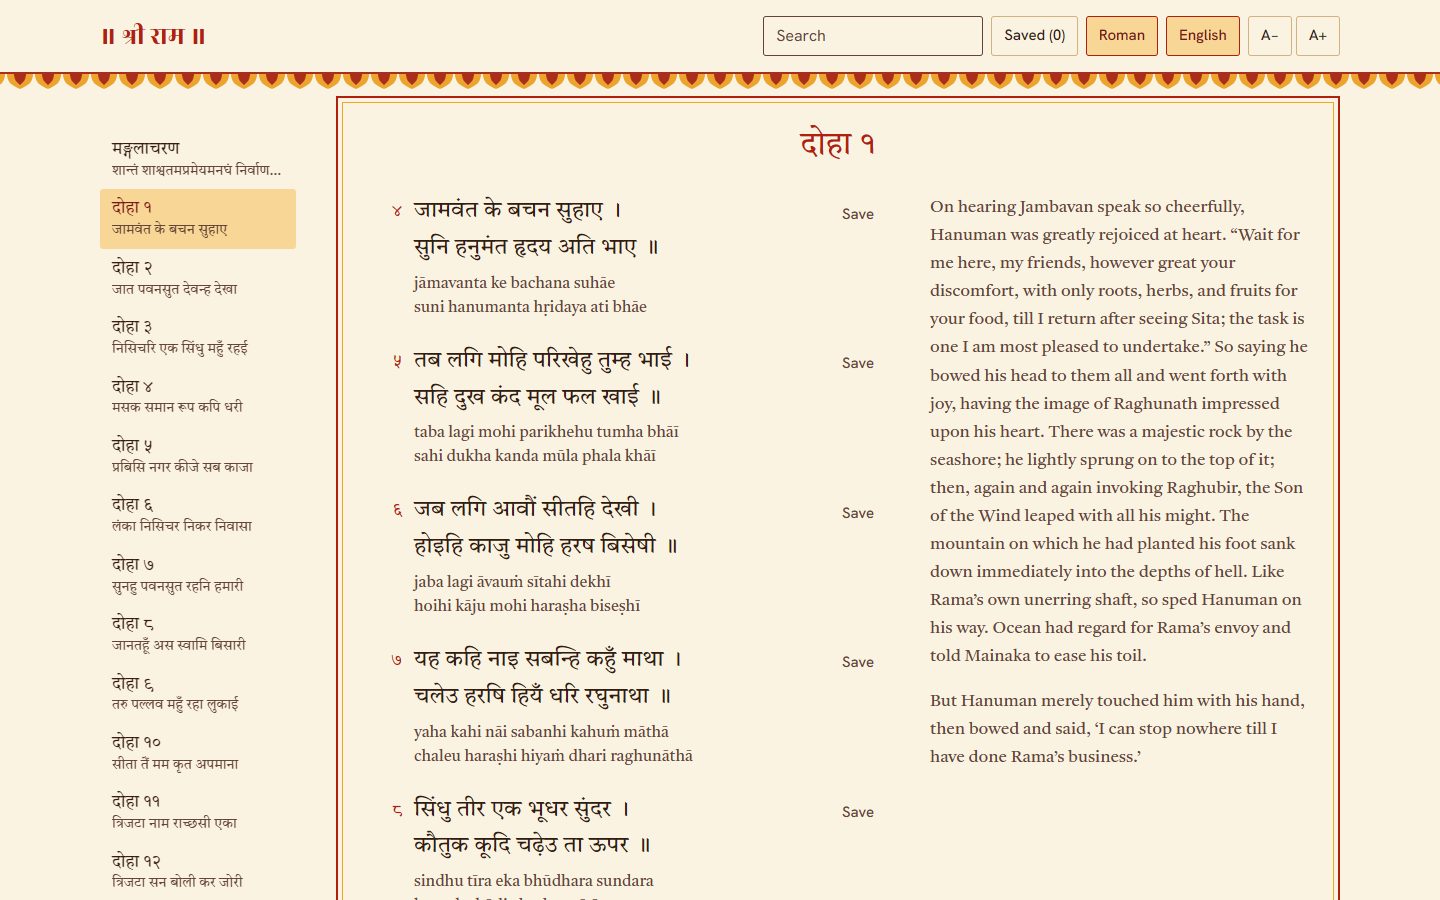 ॥ श्री राम ॥
Search
Saved (0)
Roman
English
A−
A+
मङ्गलाचरण
शान्तं शाश्वतमप्रमेयमनघं निर्वाण...
दोहा १
जामवंत के बचन सुहाए
दोहा २
जात पवनसुत देवन्ह देखा
दोहा ३
निसिचरि एक सिंधु महुँ रहई
दोहा ४
मसक समान रूप कपि धरी
दोहा ५
प्रबिसि नगर कीजे सब काजा
दोहा ६
लंका निसिचर निकर निवासा
दोहा ७
सुनहु पवनसुत रहनि हमारी
दोहा ८
जानतहूँ अस स्वामि बिसारी
दोहा ९
तरु पल्लव महुँ रहा लुकाई
दोहा १०
सीता तैं मम कृत अपमाना
दोहा ११
त्रिजटा नाम राच्छसी एका
दोहा १२
त्रिजटा सन बोली कर जोरी
दोहा १
४ जामवंत के बचन सुहाए ।
Save
सुनि हनुमंत हृदय अति भाए ॥
jāmavanta ke bachana suhāe
suni hanumanta hṛidaya ati bhāe
५ तब लगि मोहि परिखेहु तुम्ह भाई ।
Save
सहि दुख कंद मूल फल खाई ॥
taba lagi mohi parikhehu tumha bhāī
sahi dukha kanda mūla phala khāī
६ जब लगि आवौं सीतहि देखी ।
Save
होइहि काजु मोहि हरष बिसेषी ॥
jaba lagi āvauṁ sītahi dekhī
hoihi kāju mohi haraṣha biseṣhī
७ यह कहि नाइ सबन्हि कहुँ माथा ।
Save
चलेउ हरषि हियँ धरि रघुनाथा ॥
yaha kahi nāi sabanhi kahuṁ māthā
chaleu haraṣhi hiyaṁ dhari raghunāthā
८ सिंधु तीर एक भूधर सुंदर ।
Save
कौतुक कूदि चढ़ेउ ता ऊपर ॥
sindhu tīra eka bhūdhara sundara
On hearing Jambavan speak so cheerfully,
Hanuman was greatly rejoiced at heart. “Wait for
me here, my friends, however great your
discomfort, with only roots, herbs, and fruits for
your food, till I return after seeing Sita; the task is
one I am most pleased to undertake.” So saying he
bowed his head to them all and went forth with
joy, having the image of Raghunath impressed
upon his heart. There was a majestic rock by the
seashore; he lightly sprung on to the top of it;
then, again and again invoking Raghubir, the Son
of the Wind leaped with all his might. The
mountain on which he had planted his foot sank
down immediately into the depths of hell. Like
Rama’s own unerring shaft, so sped Hanuman on
his way. Ocean had regard for Rama’s envoy and
told Mainaka to ease his toil.
But Hanuman merely touched him with his hand,
then bowed and said, ‘I can stop nowhere till I
have done Rama’s business.’